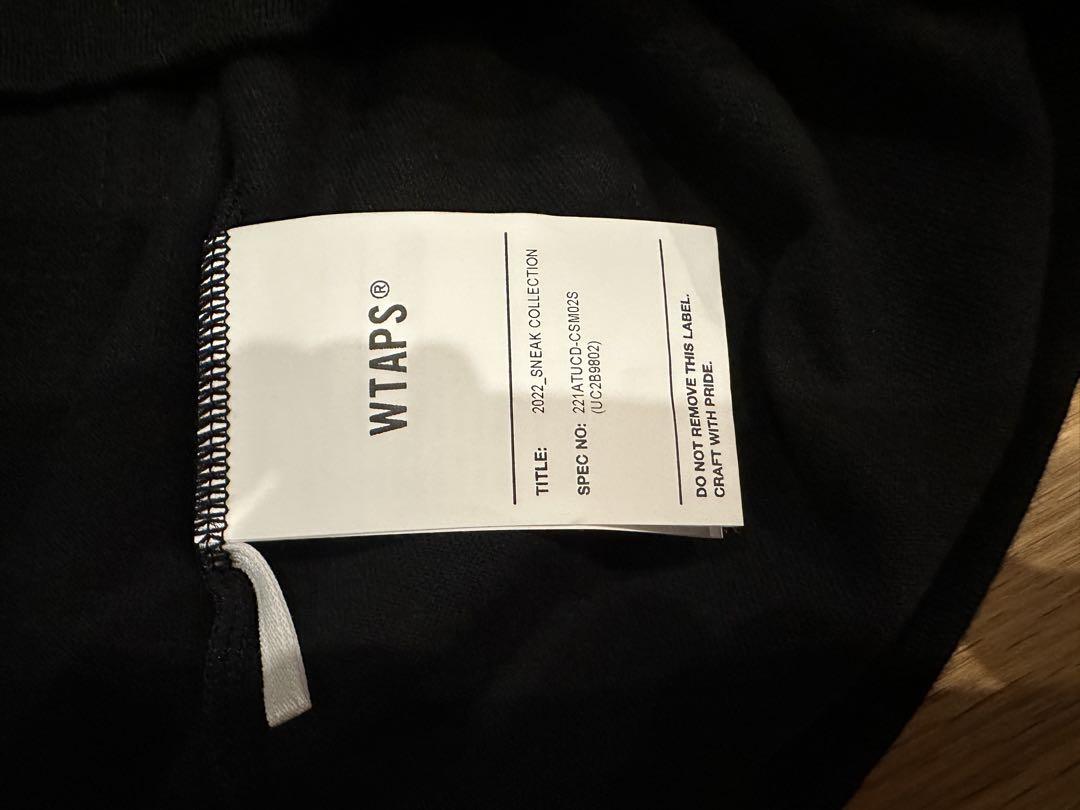 WTAPS®
TITLE: 2022_SNEAK COLLECTION
SPEC NO: 221ATUCD-CSM02S
(UC2B9802)
DO NOT REMOVE THIS LABEL.
CRAFT WITH PRIDE.